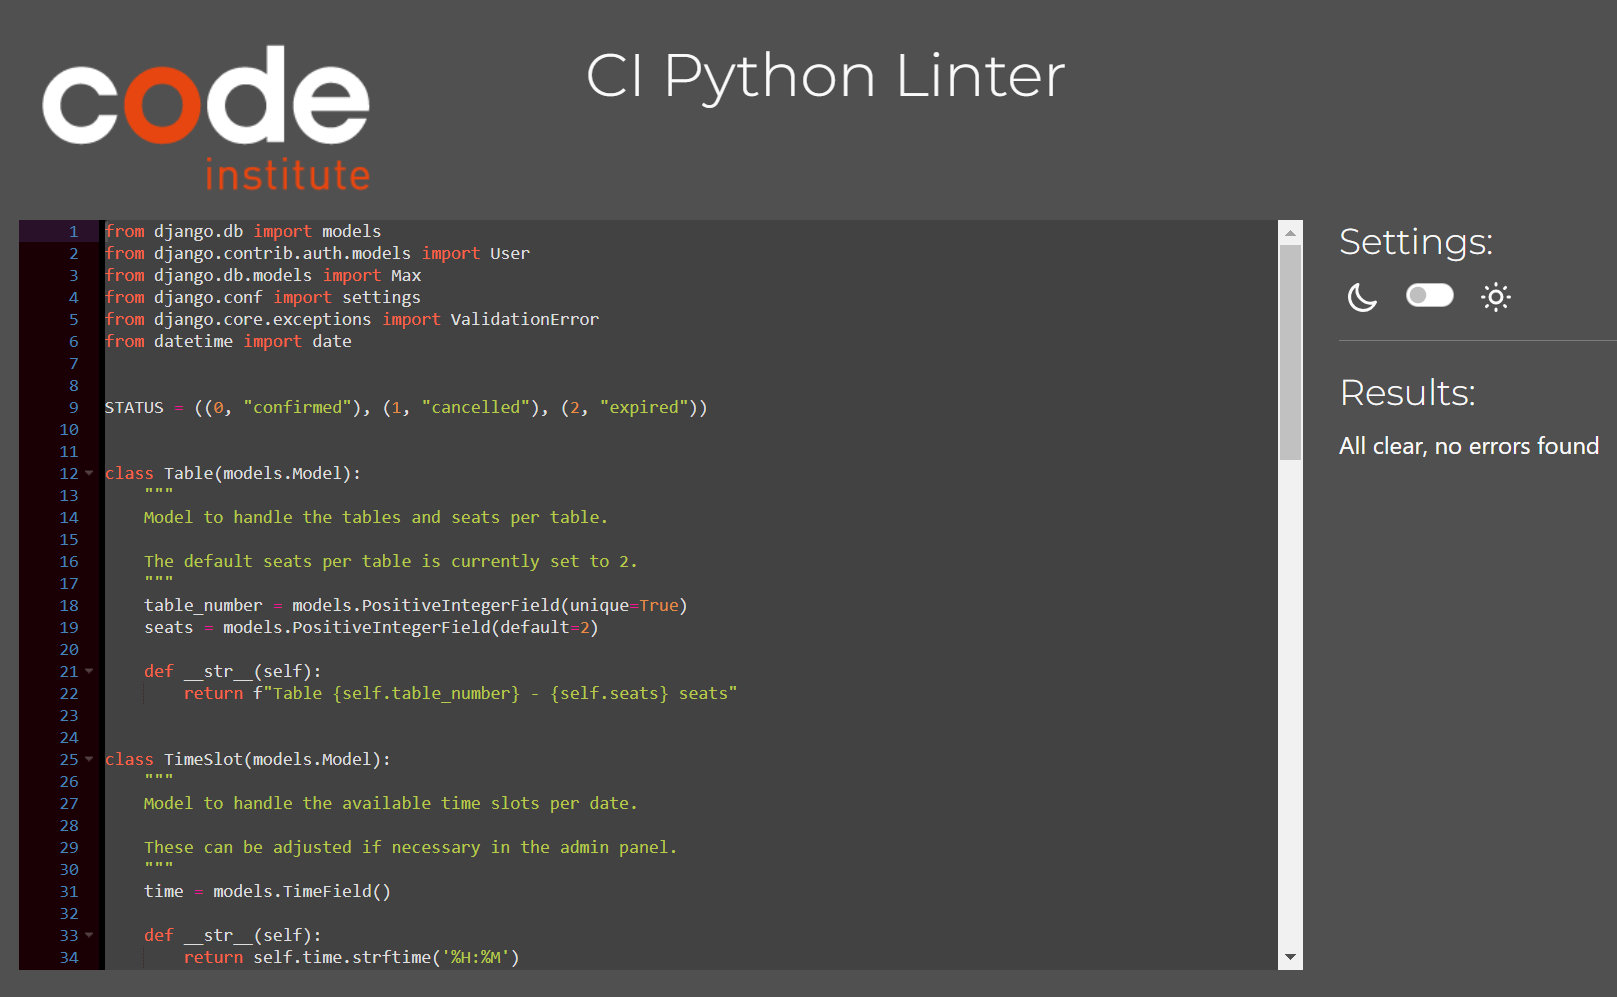 code
institute
CI Python Linter
1 from django.db import models
2 from django.contrib.auth.models import User
3 from django.db.models import Max
4 from django.conf import settings
5 from django.core.exceptions import ValidationError
6 from datetime import date
7
8
9 STATUS = ((0, "confirmed"), (1, "cancelled"), (2, "expired"))
10
11
12 class Table(models.Model):
13     """
14     Model to handle the tables and seats per table.
15
16     The default seats per table is currently set to 2.
17     """
18     table_number = models.PositiveIntegerField(unique=True)
19     seats = models.PositiveIntegerField(default=2)
20
21     def __str__(self):
22         return f"Table {self.table_number} - {self.seats} seats"
23
24
25 class TimeSlot(models.Model):
26     """
27     Model to handle the available time slots per date.
28
29     These can be adjusted if necessary in the admin panel.
30     """
31     time = models.TimeField()
32
33     def __str__(self):
34         return self.time.strftime('%H:%M')
Settings:
Results:
All clear, no errors found